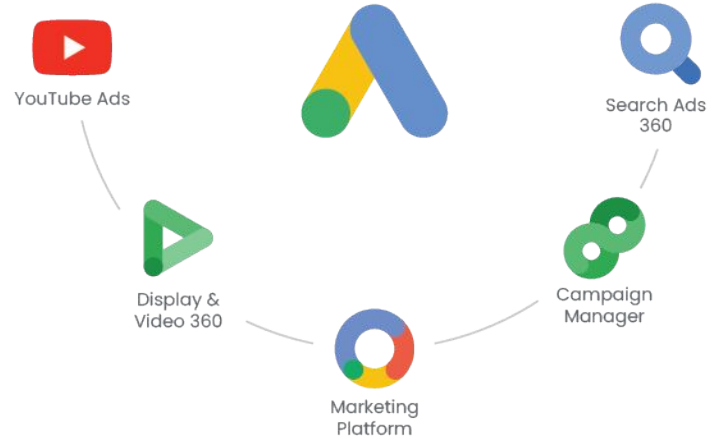 YouTube Ads
Search Ads
360
Display &
Video 360
Campaign
Manager
Marketing
Platform